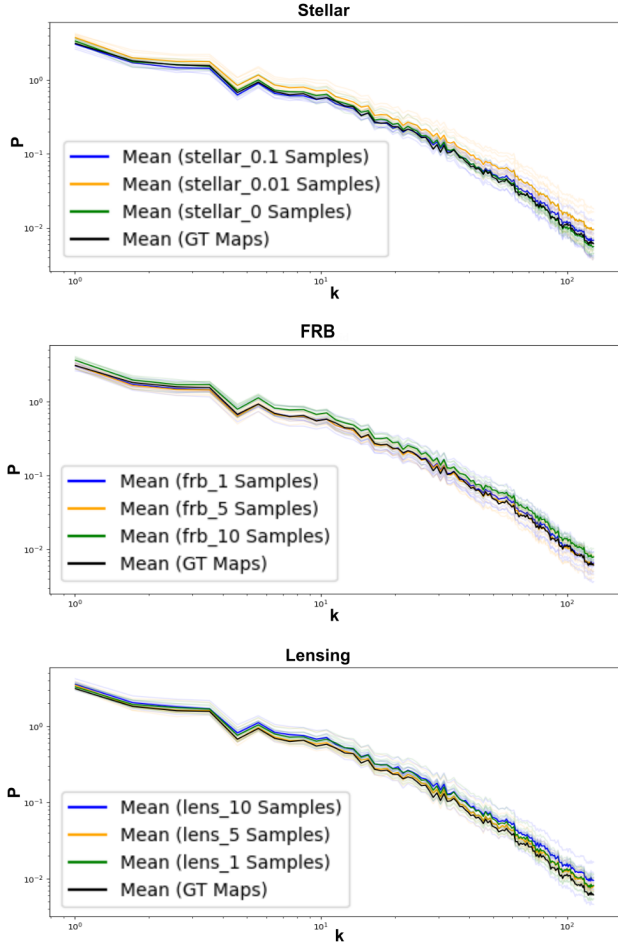 Stellar
P
10⁰
10⁻¹
10⁻²
Mean (stellar_0.1 Samples)
Mean (stellar_0.01 Samples)
Mean (stellar_0 Samples)
Mean (GT Maps)
10⁰ 10¹ 10²
k
FRB
P
10⁰
10⁻¹
10⁻²
Mean (frb_1 Samples)
Mean (frb_5 Samples)
Mean (frb_10 Samples)
Mean (GT Maps)
10⁰ 10¹ 10²
k
Lensing
P
10⁰
10⁻¹
10⁻²
Mean (lens_10 Samples)
Mean (lens_5 Samples)
Mean (lens_1 Samples)
Mean (GT Maps)
10⁰ 10¹ 10²
k